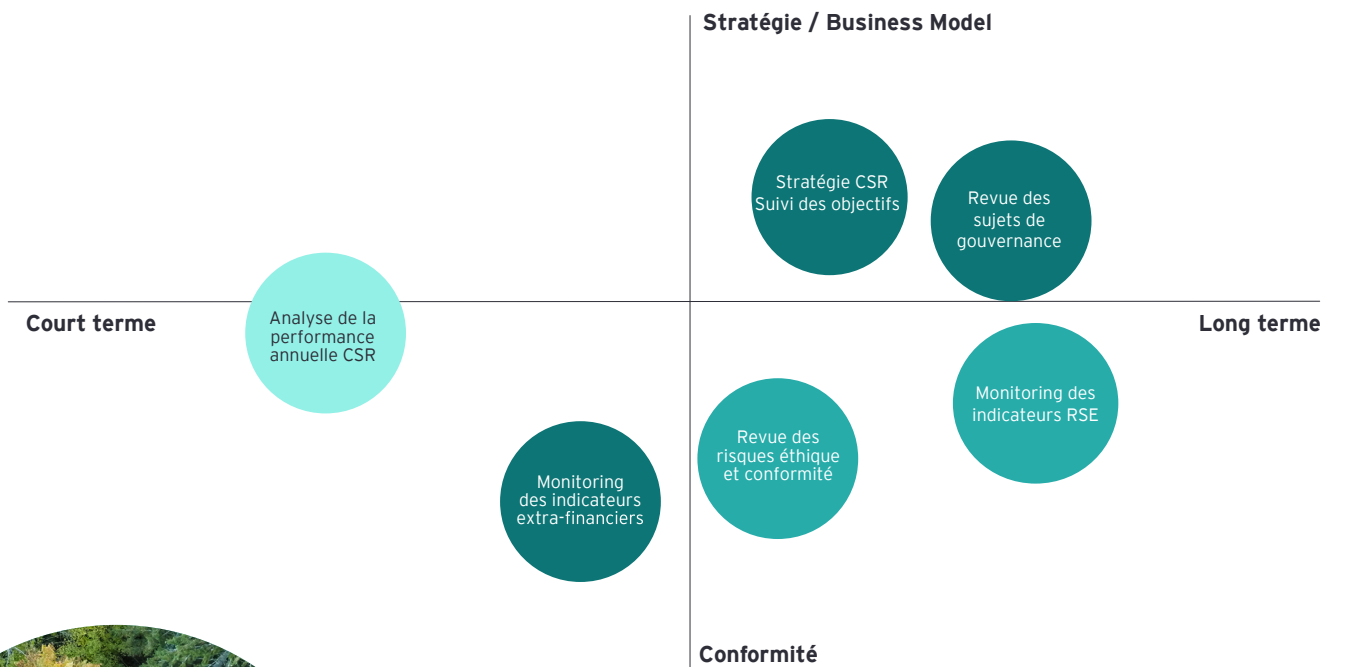 Stratégie / Business Model
Stratégie CSR
Suivi des objectifs
Revue des
sujets de
gouvernance
Court terme
Long terme
Analyse de la
performance
annuelle CSR
Monitoring des
indicateurs RSE
Revue des
risques éthique
et conformité
Monitoring
des indicateurs
extra-financiers
Conformité